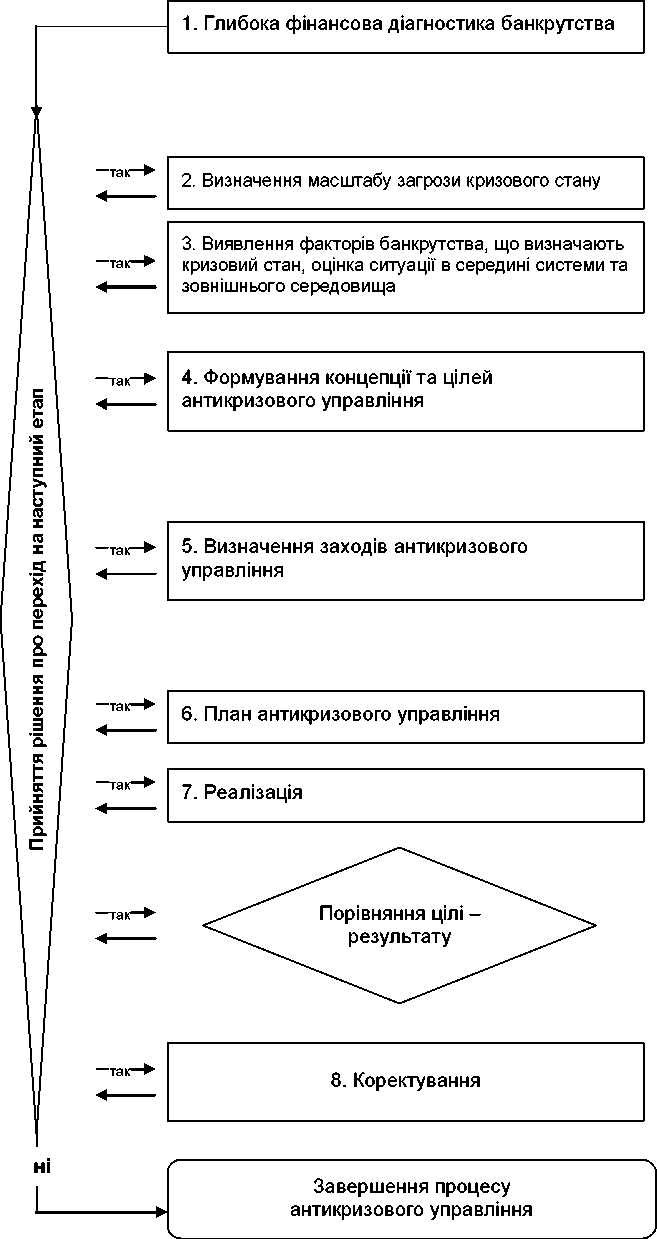 1. Глибока фінансова діагностика банкрутства
так
2. Визначення масштабу загрози кризового стану
так
3. Виявлення факторів банкрутства, що визначають
кризовий стан, оцінка ситуації в середині системи та
зовнішнього середовища
так
4. Формування концепції та цілей
антикризового управління
Прийняття рішення про перехід на наступний етап
так
5. Визначення заходів антикризового
управління
так
6. План антикризового управління
так
7. Реалізація
так
Порівняння цілі –
результату
так
8. Коректування
ні
Завершення процесу
антикризового управління